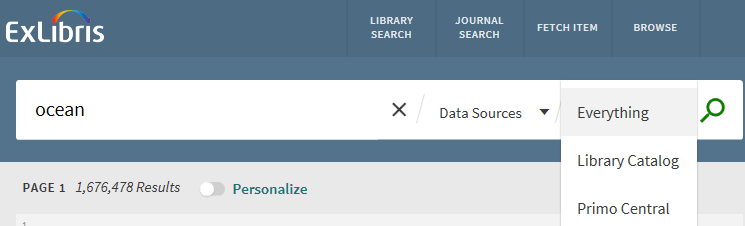 ExLibris
LIBRARY
SEARCH
JOURNAL
SEARCH
FETCH ITEM
BROWSE
ocean
Data Sources
Everything
Library Catalog
Primo Central
PAGE 1 1,676,478 Results
Personalize
1